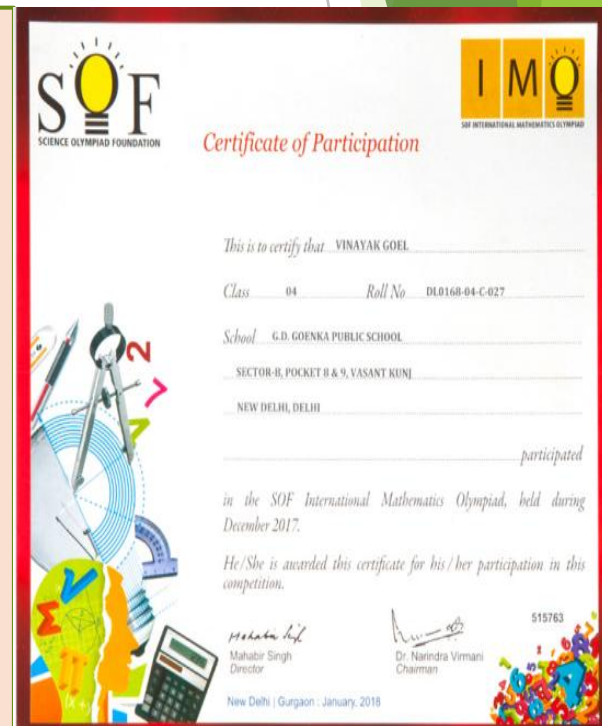 SOF
SCIENCE OLYMPIAD FOUNDATION
IMO
SOF INTERNATIONAL MATHEMATICS OLYMPIAD
Certificate of Participation
This is to certify that VINAYAK GOEL
Class 04 Roll No DL0168-04-C-027
School G.D. GOENKA PUBLIC SCHOOL
SECTOR-B, POCKET 8 & 9, VASANT KUNJ
NEW DELHI, DELHI
participated
in the SOF International Mathematics Olympiad, held during
December 2017.
He/She is awarded this certificate for his/her participation in this
competition.
515763
Mahabir Singh
Director
Dr. Narindra Virmani
Chairman
New Delhi | Gurgaon : January, 2018